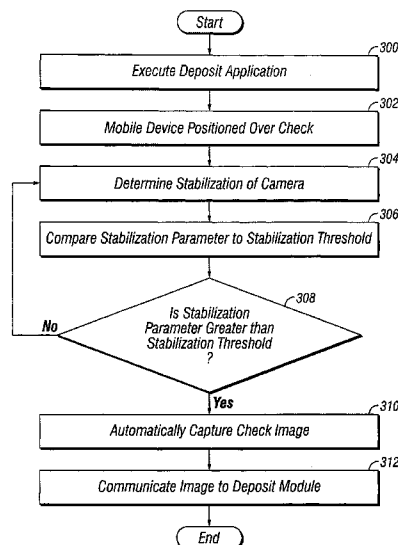 Start
300
Execute Deposit Application
302
Mobile Device Positioned Over Check
304
Determine Stabilization of Camera
306
Compare Stabilization Parameter to Stabilization Threshold
308
Is Stabilization
Parameter Greater than
Stabilization Threshold
?
No
Yes
310
Automatically Capture Check Image
312
Communicate Image to Deposit Module
End